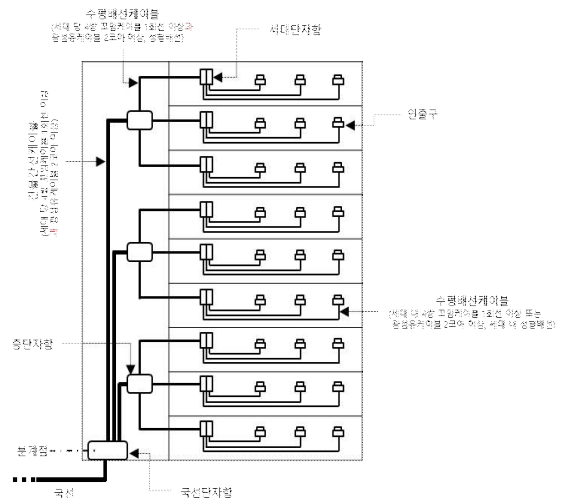 수평배선케이블
(세대 당 4쌍 꼬임케이블 1회선 이상과
광섬유케이블 2코아 이상, 성형배선)
세대단자함
인출구
수평배선케이블
(세대 내 4쌍 꼬임케이블 1회선 이상 또는
광섬유케이블 2코아 이상, 세대 내 성형배선)
중단자함
분계점
국선
국선단자함